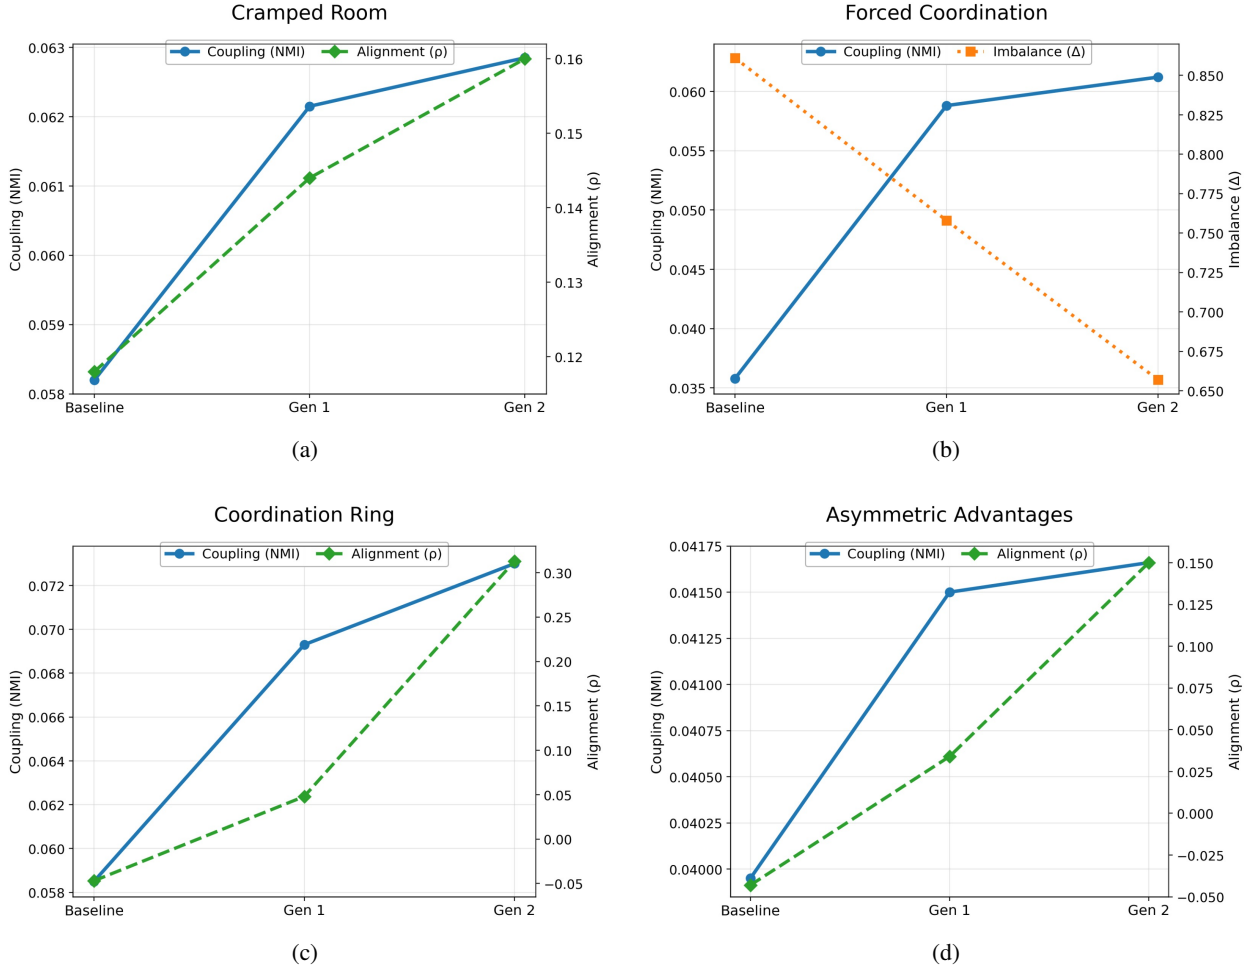 Cramped Room
Coupling (NMI) Alignment (ρ)
0.063
0.062
0.061
0.060
0.059
0.058
Coupling (NMI)
0.16
0.15
0.14
0.13
0.12
Alignment (ρ)
Baseline Gen 1 Gen 2
(a)
Forced Coordination
Coupling (NMI) Imbalance (Δ)
0.060
0.055
0.050
0.045
0.040
0.035
Coupling (NMI)
0.850
0.825
0.800
0.775
0.750
0.725
0.700
0.675
0.650
Imbalance (Δ)
Baseline Gen 1 Gen 2
(b)
Coordination Ring
Coupling (NMI) Alignment (ρ)
0.072
0.070
0.068
0.066
0.064
0.062
0.060
0.058
Coupling (NMI)
0.30
0.25
0.20
0.15
0.10
0.05
0.00
−0.05
Alignment (ρ)
Baseline Gen 1 Gen 2
(c)
Asymmetric Advantages
Coupling (NMI) Alignment (ρ)
0.04175
0.04150
0.04125
0.04100
0.04075
0.04050
0.04025
0.04000
Coupling (NMI)
0.150
0.125
0.100
0.075
0.050
0.025
0.000
−0.025
−0.050
Alignment (ρ)
Baseline Gen 1 Gen 2
(d)